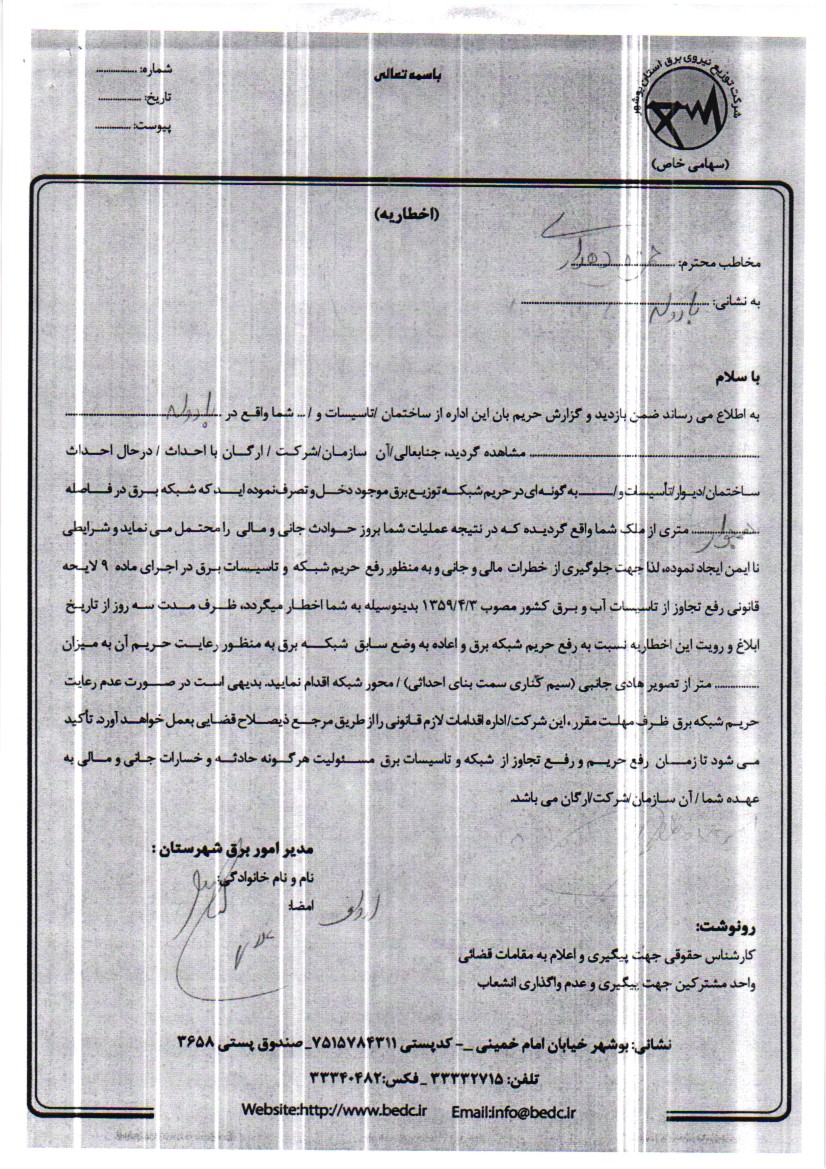 شرکت توزیع نیروی برق استان بوشهر
(سهامی خاص)
باسمه تعالی
شماره: ..............
تاریخ: ..............
پیوست: ............
(اخطاریه)
مخاطب محترم:
به نشانی: بادوله
با سلام
به اطلاع می رساند ضمن بازدید و گزارش حریم بان این اداره از ساختمان /تاسیسات و /... شما واقع در بادوله
مشاهده گردید، جنابعالی/آن سازمان/شرکت / ارگان با احداث / درحال احداث
ساختمان/دیوار/تأسیسات و/____ به گونه ای در حریم شبکه توزیع برق موجود دخل و تصرف نموده اید که شبکه برق در فاصله
متری از ملک شما واقع گردیده که در نتیجه عملیات شما بروز حوادث جانی و مالی را محتمل می نماید و شرایطی
نا ایمن ایجاد نموده، لذا جهت جلوگیری از خطرات مالی و جانی و به منظور رفع حریم شبکه و تاسیسات برق در اجرای ماده ۹ لایحه
قانونی رفع تجاوز از تاسیسات آب و برق کشور مصوب ۱۳۵۹/۴/۳ بدینوسیله به شما اخطار میگردد، ظرف مدت سه روز از تاریخ
ابلاغ و رویت این اخطاریه نسبت به رفع حریم شبکه برق و اعاده به وضع سابق شبکه برق به منظور رعایت حریم آن به میزان
.............. متر از تصویر هادی جانبی (سیم کناری سمت بنای احداثی) / محور شبکه اقدام نمایید. بدیهی است در صورت عدم رعایت
حریم شبکه برق ظرف مهلت مقرر، این شرکت/اداره اقدامات لازم قانونی را از طریق مرجع ذیصلاح قضایی بعمل خواهد آورد. تأکید
می شود تا زمان رفع حریم و رفع تجاوز از شبکه و تاسیسات برق مسئولیت هرگونه حادثه و خسارات جانی و مالی به
عهده شما / آن سازمان/شرکت/ارگان می باشد.
مدیر امور برق شهرستان :
نام و نام خانوادگی:
امضا:
رونوشت:
کارشناس حقوقی جهت پیگیری و اعلام به مقامات قضائی
واحد مشترکین جهت پیگیری و عدم واگذاری انشعاب
نشانی: بوشهر خیابان امام خمینی _- کدپستی ۷۵۱۵۷۸۴۳۱۱_ صندوق پستی ۳۶۵۸
تلفن: ۳۳۳۳۲۷۱۵ _ فکس: ۳۳۳۴۰۴۸۲
Website:http://www.bedc.ir Email:info@bedc.ir